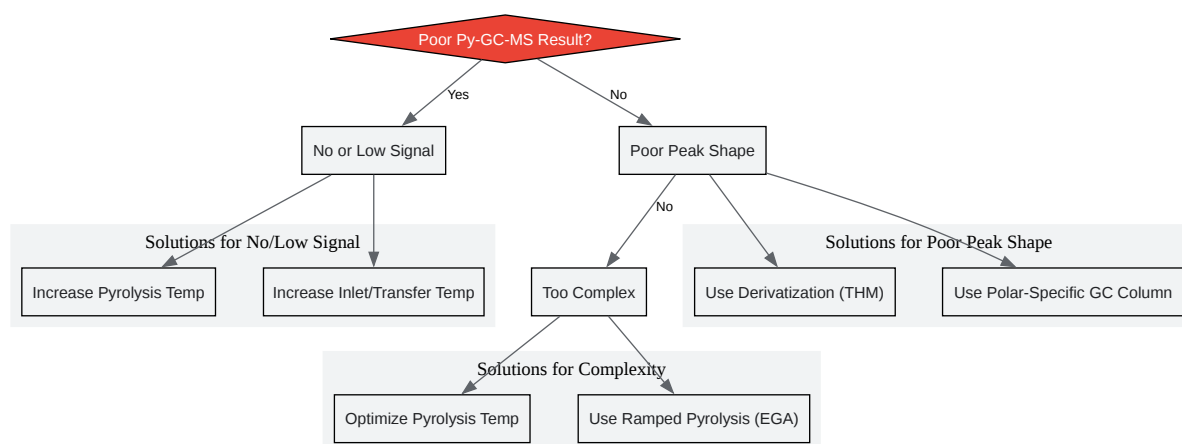 Poor Py-GC-MS Result?
Yes
No
No or Low Signal
Poor Peak Shape
No
Solutions for No/Low Signal
Solutions for Poor Peak Shape
Increase Pyrolysis Temp
Increase Inlet/Transfer Temp
Too Complex
Use Derivatization (THM)
Use Polar-Specific GC Column
Solutions for Complexity
Optimize Pyrolysis Temp
Use Ramped Pyrolysis (EGA)